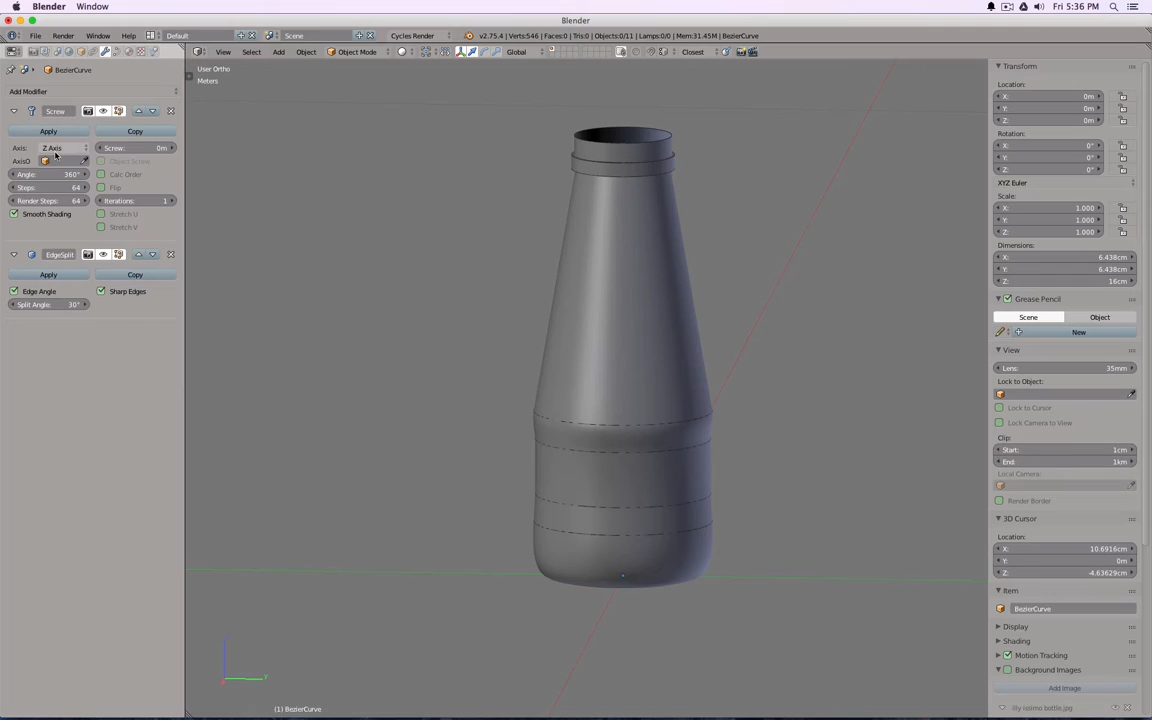 Blender Window
Fri 5:36 PM
Blender
File Render Window Help Default Scene Cycles Render v2.75.4 | Verts:546 | Faces:0 | Tris:0 | Objects:0/11 | Lamps:0/0 | Mem:31.45M | BezierCurve
View Select Add Object Object Mode Global Closest
BezierCurve
Add Modifier
Screw
Apply Copy
Axis: Z Axis Screw: 0m
AxisO Object Screw
Angle: 360° Calc Order
Steps: 64 Flip
Render Steps: 64 Iterations: 1
Smooth Shading Stretch U
Stretch V
EdgeSplit
Apply Copy
Edge Angle Sharp Edges
Split Angle: 30°
User Ortho
Meters
y
(1) BezierCurve
Transform
Location:
X: 0m
Y: 0m
Z: 0m
Rotation:
X: 0°
Y: 0°
Z: 0°
XYZ Euler
Scale:
X: 1.000
Y: 1.000
Z: 1.000
Dimensions:
X: 6.438cm
Y: 6.438cm
Z: 16cm
Grease Pencil
Scene Object
New
View
Lens: 35mm
Lock to Object:
Lock to Cursor
Lock Camera to View
Clip:
Start: 1cm
End: 1km
Local Camera:
Render Border
3D Cursor
Location:
X: 10.6916cm
Y: 0m
Z: -4.63629cm
Item
BezierCurve
Display
Shading
Motion Tracking
Background Images
Add Image